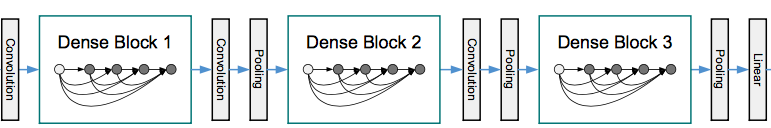 Convolution
Dense Block 1
Convolution
Pooling
Dense Block 2
Convolution
Pooling
Dense Block 3
Pooling
Linear